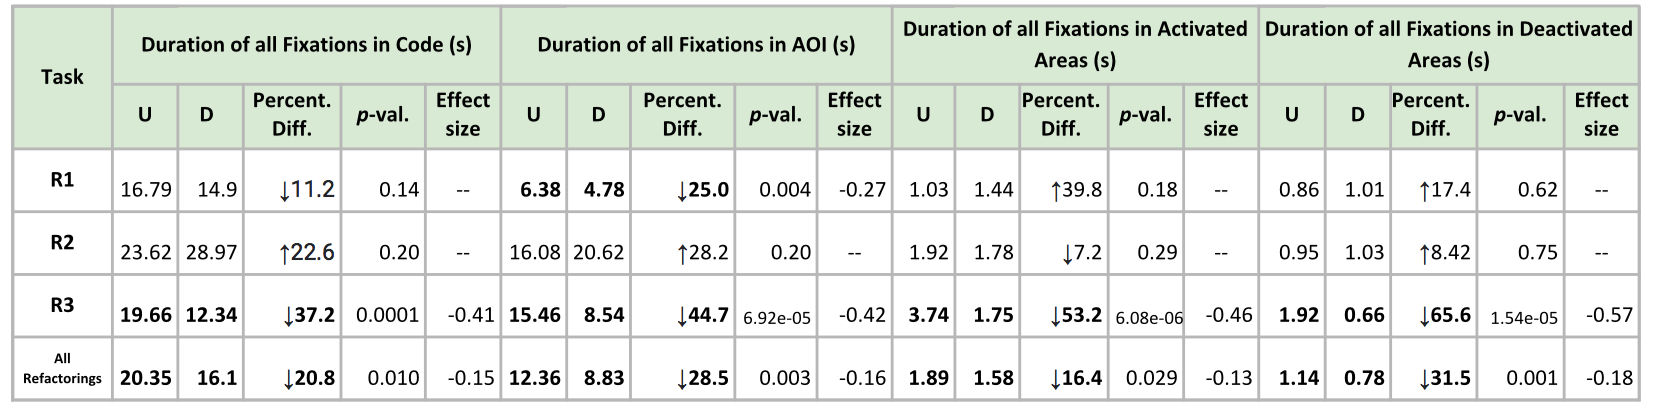 Task Duration of all Fixations in Code (s) Duration of all Fixations in AOI (s) Duration of all Fixations in Activated Areas (s) Duration of all Fixations in Deactivated Areas (s)
U D Percent. Diff. p-val. Effect size U D Percent. Diff. p-val. Effect size U D Percent. Diff. p-val. Effect size U D Percent. Diff. p-val. Effect size
R1 16.79 14.9 ↓11.2 0.14 -- 6.38 4.78 ↓25.0 0.004 -0.27 1.03 1.44 ↑39.8 0.18 -- 0.86 1.01 ↑17.4 0.62 --
R2 23.62 28.97 ↑22.6 0.20 -- 16.08 20.62 ↑28.2 0.20 -- 1.92 1.78 ↓7.2 0.29 -- 0.95 1.03 ↑8.42 0.75 --
R3 19.66 12.34 ↓37.2 0.0001 -0.41 15.46 8.54 ↓44.7 6.92e-05 -0.42 3.74 1.75 ↓53.2 6.08e-06 -0.46 1.92 0.66 ↓65.6 1.54e-05 -0.57
All Refactorings 20.35 16.1 ↓20.8 0.010 -0.15 12.36 8.83 ↓28.5 0.003 -0.16 1.89 1.58 ↓16.4 0.029 -0.13 1.14 0.78 ↓31.5 0.001 -0.18